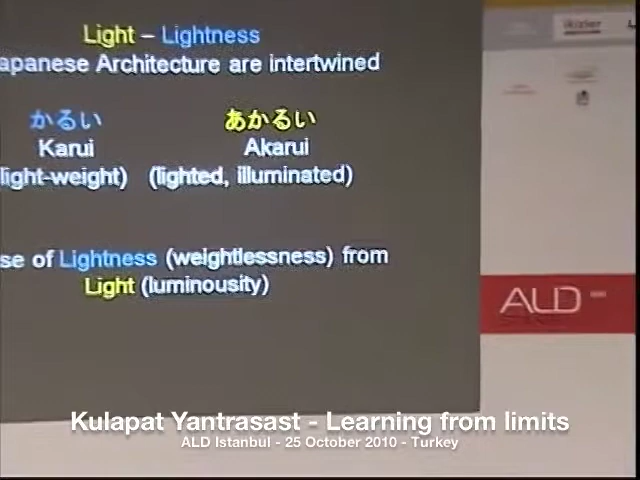 Light – Lightness
apanese Architecture are intertwined
かるい あかるい
Karui Akarui
light-weight) (lighted, illuminated)
se of Lightness (weightlessness) from
Light (luminousity)
ALD
Kulapat Yantrasast - Learning from limits
ALD Istanbul - 25 October 2010 - Turkey